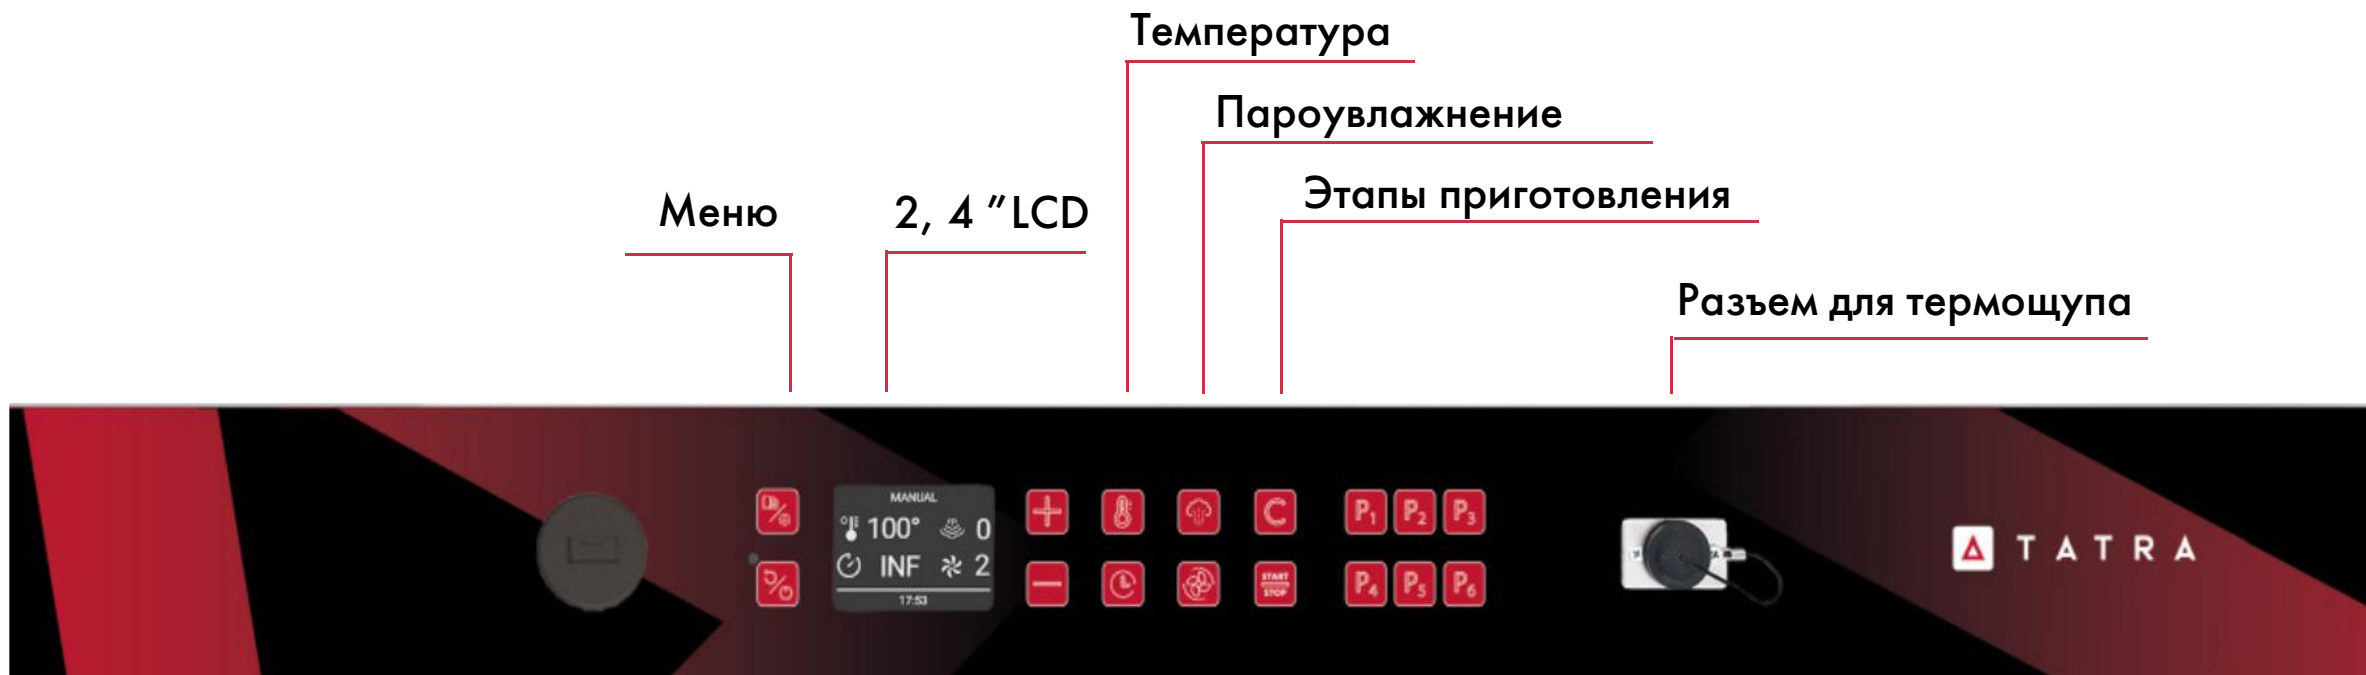 Температура
Пароувлажнение
Этапы приготовления
Меню
2, 4 "LCD
Разъем для термощупа
MANUAL
100° 0
INF 2
17:53
C
START
STOP
P1 P2 P3
P4 P5 P6
TATRA